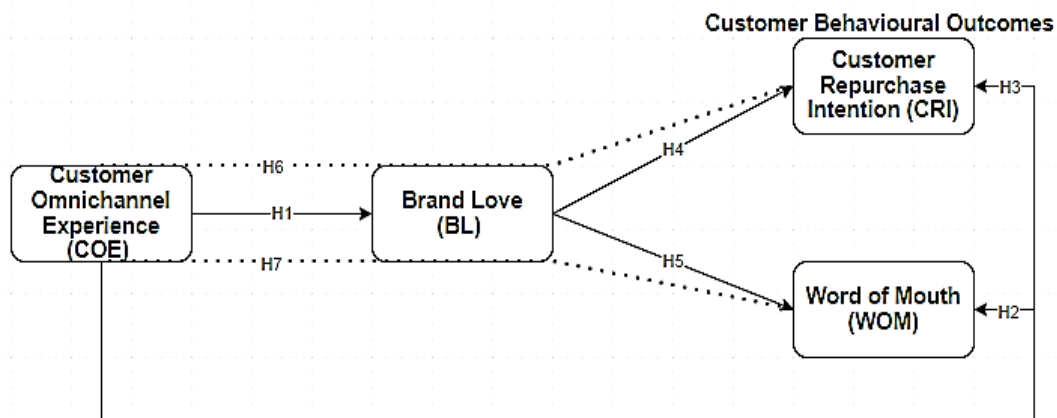 Customer Behavioural Outcomes
Customer
Repurchase
Intention (CRI)
H3
H6
H4
Customer
Omnichannel
Experience
(COE)
H1
Brand Love
(BL)
H7
H5
Word of Mouth
(WOM)
H2